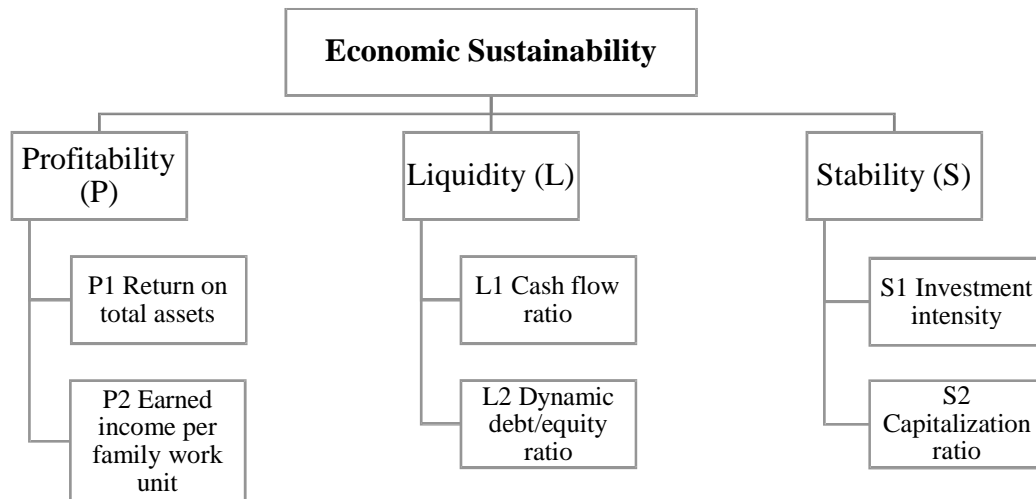 Economic Sustainability
Profitability
(P)
Liquidity (L)
Stability (S)
P1 Return on
total assets
L1 Cash flow
ratio
S1 Investment
intensity
P2 Earned
income per
family work
unit
L2 Dynamic
debt/equity
ratio
S2
Capitalization
ratio